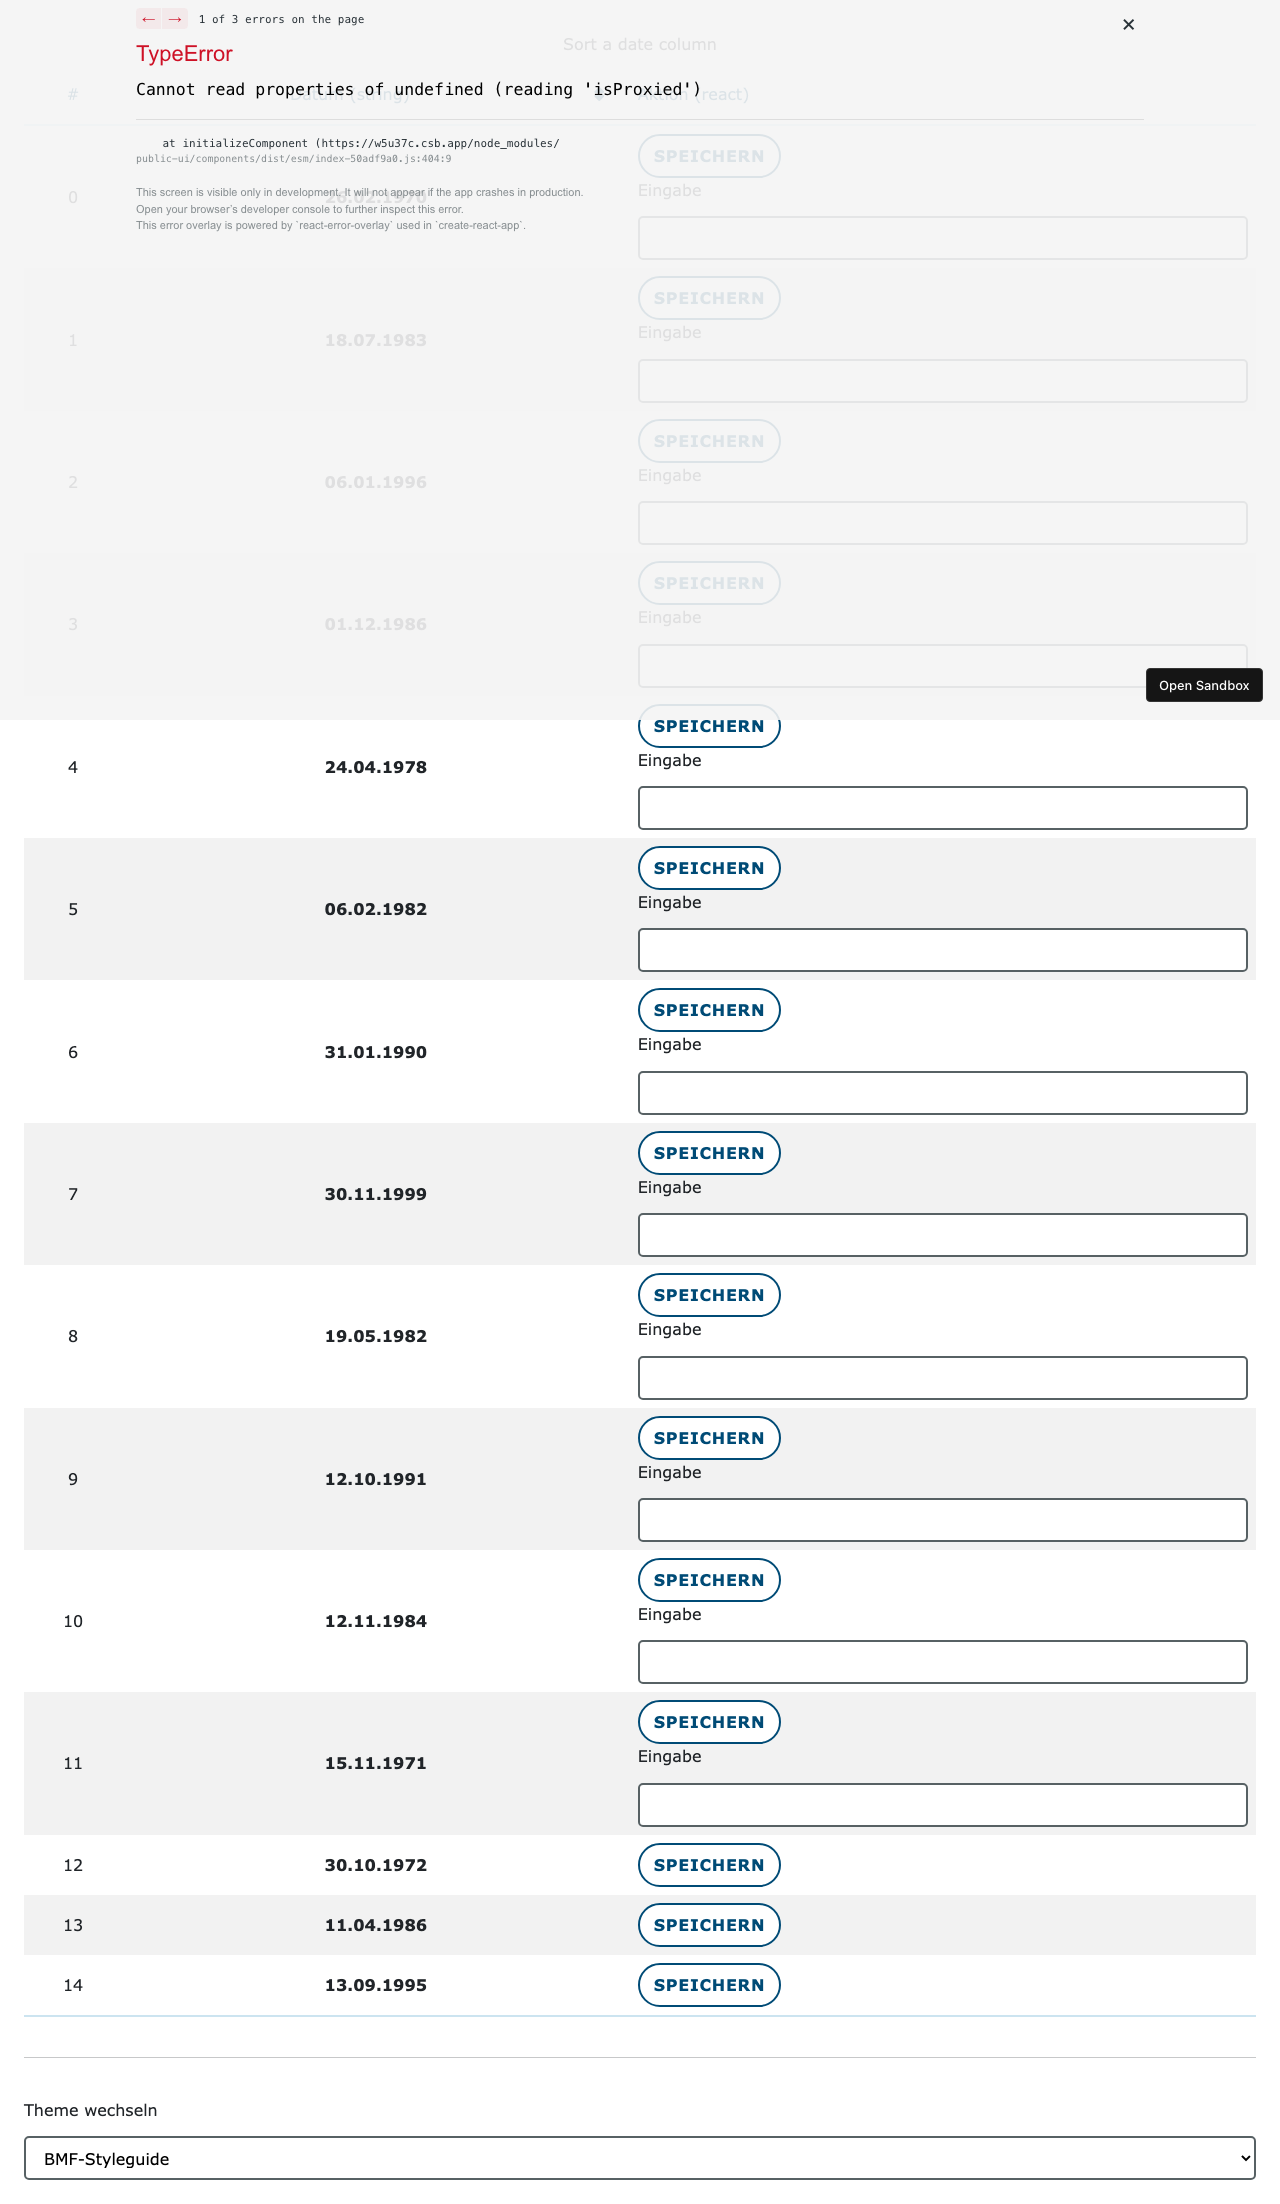 ← → 1 of 3 errors on the page ×
Sort a date column
TypeError
Cannot read properties of undefined (reading 'isProxied')
# Datum (string) Aktion (react)
at initializeComponent (https://w5u37c.csb.app/node_modules/
public-ui/components/dist/esm/index-50adf9a0.js:404:9
SPEICHERN
This screen is visible only in development. It will not appear if the app crashes in production.
Eingabe
0 26.02.1970
Open your browser's developer console to further inspect this error.
This error overlay is powered by `react-error-overlay` used in `create-react-app`.
SPEICHERN
Eingabe
1 18.07.1983
SPEICHERN
Eingabe
2 06.01.1996
SPEICHERN
Eingabe
3 01.12.1986
Open Sandbox
SPEICHERN
Eingabe
4 24.04.1978
SPEICHERN
Eingabe
5 06.02.1982
SPEICHERN
Eingabe
6 31.01.1990
SPEICHERN
Eingabe
7 30.11.1999
SPEICHERN
Eingabe
8 19.05.1982
SPEICHERN
Eingabe
9 12.10.1991
SPEICHERN
Eingabe
10 12.11.1984
SPEICHERN
Eingabe
11 15.11.1971
12 30.10.1972 SPEICHERN
13 11.04.1986 SPEICHERN
14 13.09.1995 SPEICHERN
Theme wechseln
BMF-Styleguide